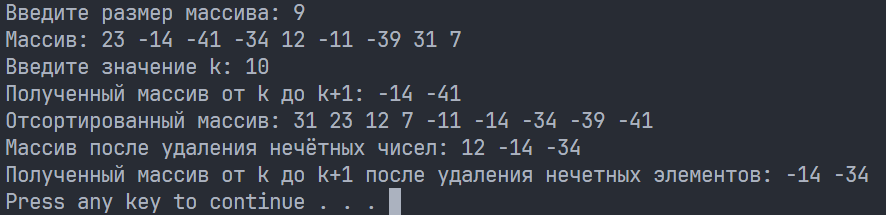 Введите размер массива: 9
Массив: 23 -14 -41 -34 12 -11 -39 31 7
Введите значение k: 10
Полученный массив от k до k+1: -14 -41
Отсортированный массив: 31 23 12 7 -11 -14 -34 -39 -41
Массив после удаления нечётных чисел: 12 -14 -34
Полученный массив от k до k+1 после удаления нечетных элементов: -14 -34
Press any key to continue . . .